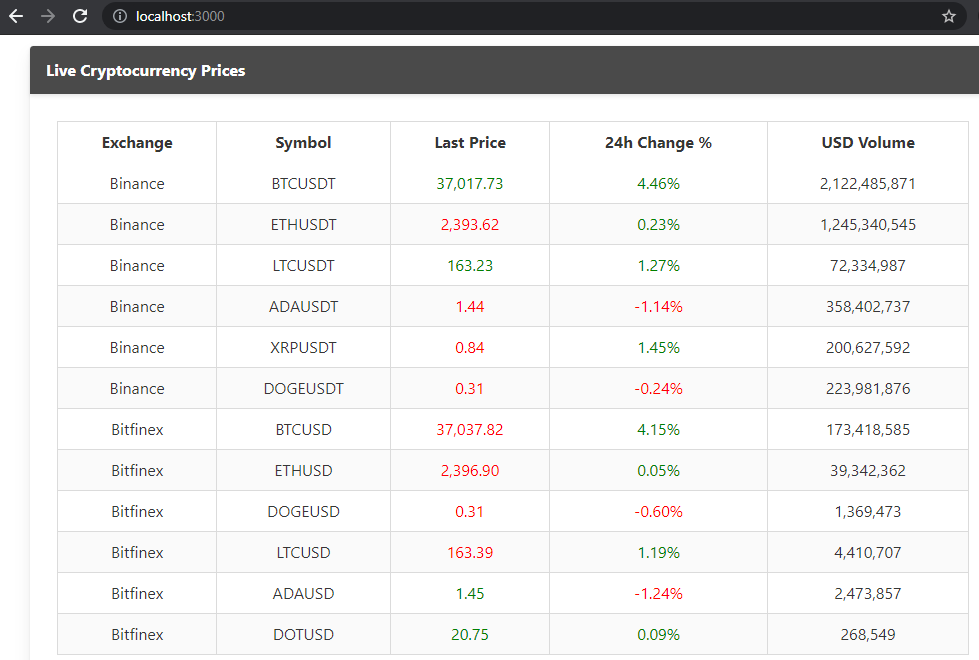 localhost:3000
Live Cryptocurrency Prices
Exchange Symbol Last Price 24h Change % USD Volume
Binance BTCUSDT 37,017.73 4.46% 2,122,485,871
Binance ETHUSDT 2,393.62 0.23% 1,245,340,545
Binance LTCUSDT 163.23 1.27% 72,334,987
Binance ADAUSDT 1.44 -1.14% 358,402,737
Binance XRPUSDT 0.84 1.45% 200,627,592
Binance DOGEUSDT 0.31 -0.24% 223,981,876
Bitfinex BTCUSD 37,037.82 4.15% 173,418,585
Bitfinex ETHUSD 2,396.90 0.05% 39,342,362
Bitfinex DOGEUSD 0.31 -0.60% 1,369,473
Bitfinex LTCUSD 163.39 1.19% 4,410,707
Bitfinex ADAUSD 1.45 -1.24% 2,473,857
Bitfinex DOTUSD 20.75 0.09% 268,549